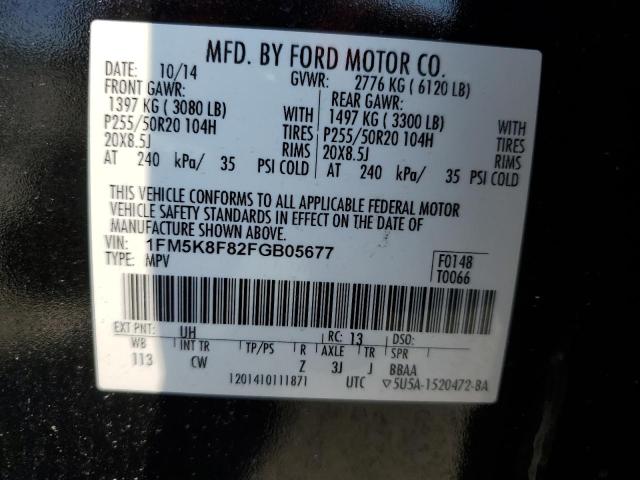 MFD. BY FORD MOTOR CO.
DATE: 10/14 GVWR: 2776 KG ( 6120 LB)
FRONT GAWR: REAR GAWR:
1397 KG ( 3080 LB) WITH 1497 KG ( 3300 LB) WITH
P255/50R20 104H TIRES P255/50R20 104H TIRES
20X8.5J RIMS 20X8.5J RIMS
AT 240 kPa/ 35 PSI COLD AT 240 kPa/ 35 PSI COLD
THIS VEHICLE CONFORMS TO ALL APPLICABLE FEDERAL MOTOR
VEHICLE SAFETY STANDARDS IN EFFECT ON THE DATE OF
MANUFACTURE SHOWN ABOVE.
VIN: 1FM5K8F82FGB05677
TYPE: MPV
F0148
T0066
EXT PNT: UH RC: 13 DSO:
WB INT TR TP/PS R AXLE TR SPR
113 CW Z 3J J BBAA
1201410111871 UTC ▽5U5A-1520472-BA